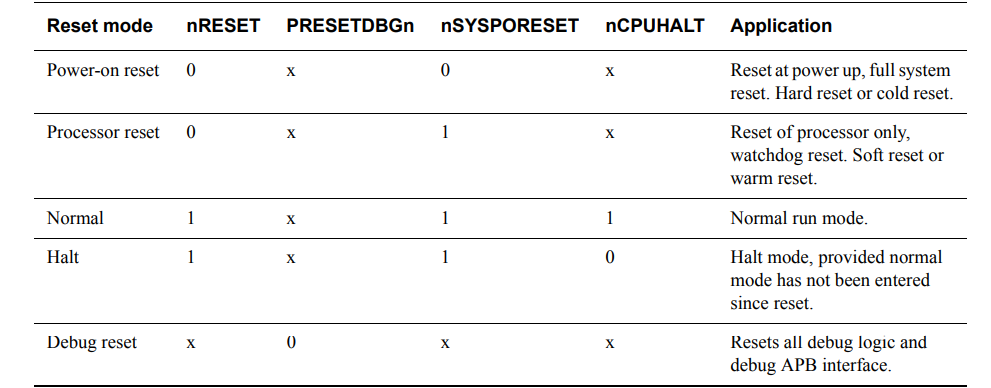 Reset mode nRESET PRESETDBGn nSYSPORESET nCPUHALT Application
Power-on reset 0 x 0 x Reset at power up, full system
reset. Hard reset or cold reset.
Processor reset 0 x 1 x Reset of processor only,
watchdog reset. Soft reset or
warm reset.
Normal 1 x 1 1 Normal run mode.
Halt 1 x 1 0 Halt mode, provided normal
mode has not been entered
since reset.
Debug reset x 0 x x Resets all debug logic and
debug APB interface.